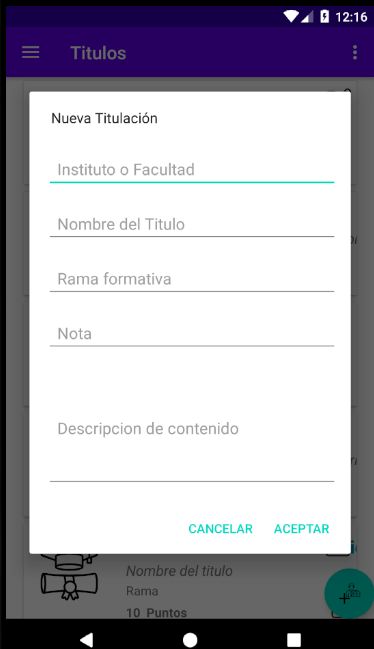 12:16
Titulos
Nueva Titulación
Instituto o Facultad
Nombre del Titulo
Rama formativa
Nota
Descripcion de contenido
CANCELAR ACEPTAR
Nombre del titulo
Rama
10 Puntos